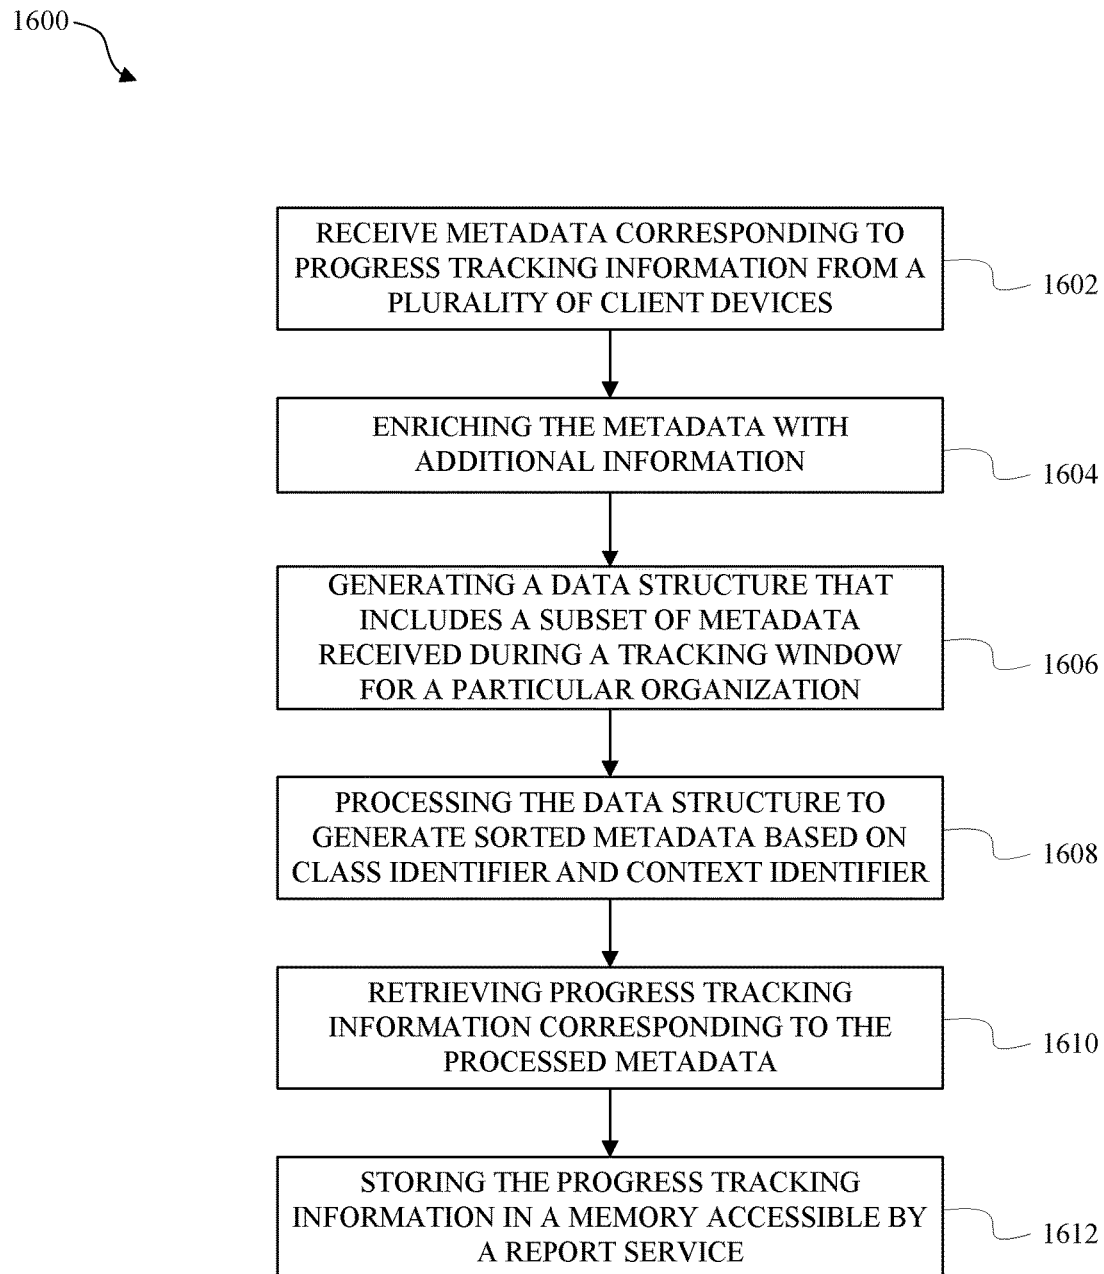 1600
RECEIVE METADATA CORRESPONDING TO
PROGRESS TRACKING INFORMATION FROM A
PLURALITY OF CLIENT DEVICES
1602
ENRICHING THE METADATA WITH
ADDITIONAL INFORMATION
1604
GENERATING A DATA STRUCTURE THAT
INCLUDES A SUBSET OF METADATA
RECEIVED DURING A TRACKING WINDOW
FOR A PARTICULAR ORGANIZATION
1606
PROCESSING THE DATA STRUCTURE TO
GENERATE SORTED METADATA BASED ON
CLASS IDENTIFIER AND CONTEXT IDENTIFIER
1608
RETRIEVING PROGRESS TRACKING
INFORMATION CORRESPONDING TO THE
PROCESSED METADATA
1610
STORING THE PROGRESS TRACKING
INFORMATION IN A MEMORY ACCESSIBLE BY
A REPORT SERVICE
1612